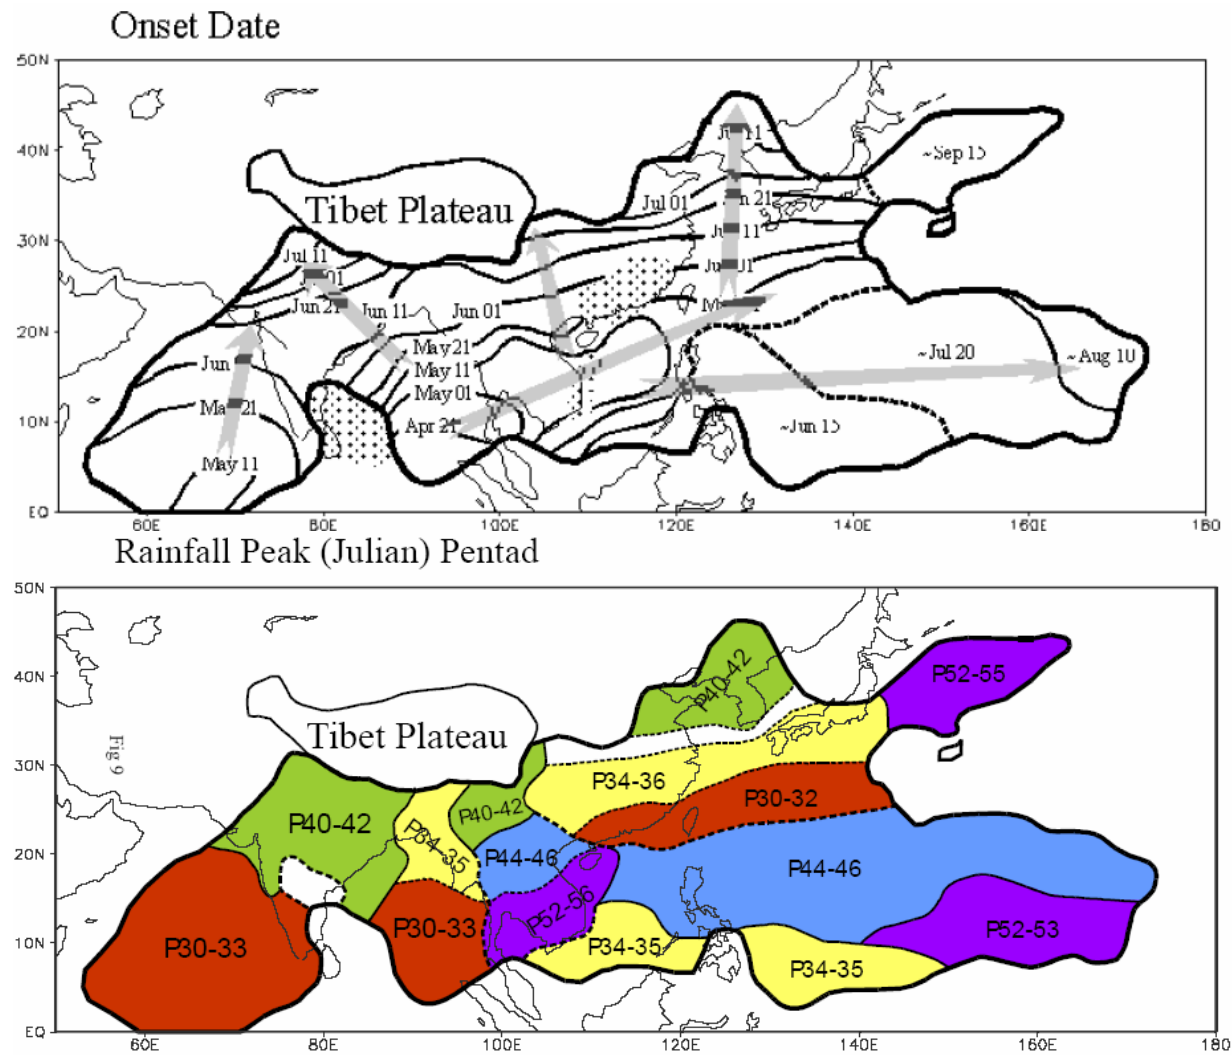 Onset Date
50N
40N
30N
20N
10N
EQ
Tibet Plateau
Jul 11
~Sep 15
Jul 01
Jul 11
Jun 21
Jun 11
Jun 01
May 21
May 11
May 01
Apr 21
Jun
May 11
~Jul 20
~Aug 10
~Jun 15
60E 80E 100E 120E 140E 160E 180
Rainfall Peak (Julian) Pentad
50N
40N
30N
20N
10N
EQ
Fig 9
Tibet Plateau
P40-42
P52-55
P34-36
P30-32
P40-42
P34-35
P40-42
P44-46
P44-46
P52-56
P30-33
P30-33
P34-35
P52-53
P34-35
60E 80E 100E 120E 140E 160E 180